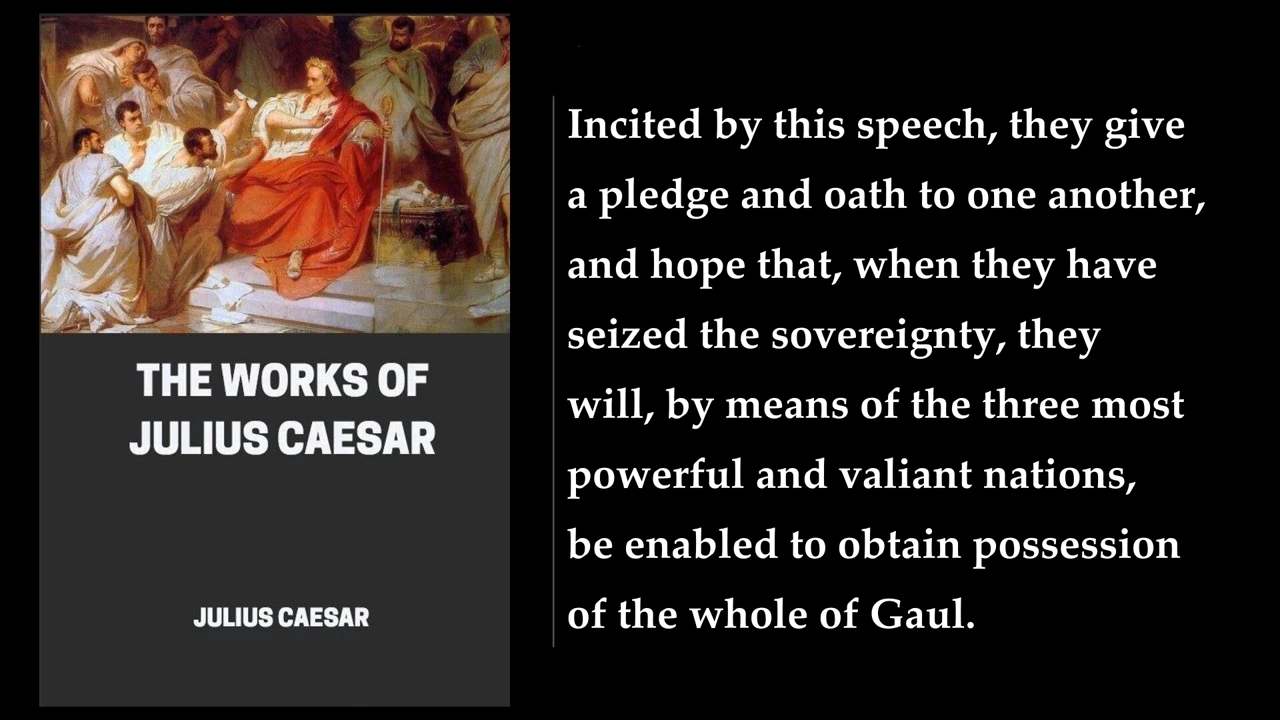 THE WORKS OF
JULIUS CAESAR
JULIUS CAESAR
Incited by this speech, they give
a pledge and oath to one another,
and hope that, when they have
seized the sovereignty, they
will, by means of the three most
powerful and valiant nations,
be enabled to obtain possession
of the whole of Gaul.